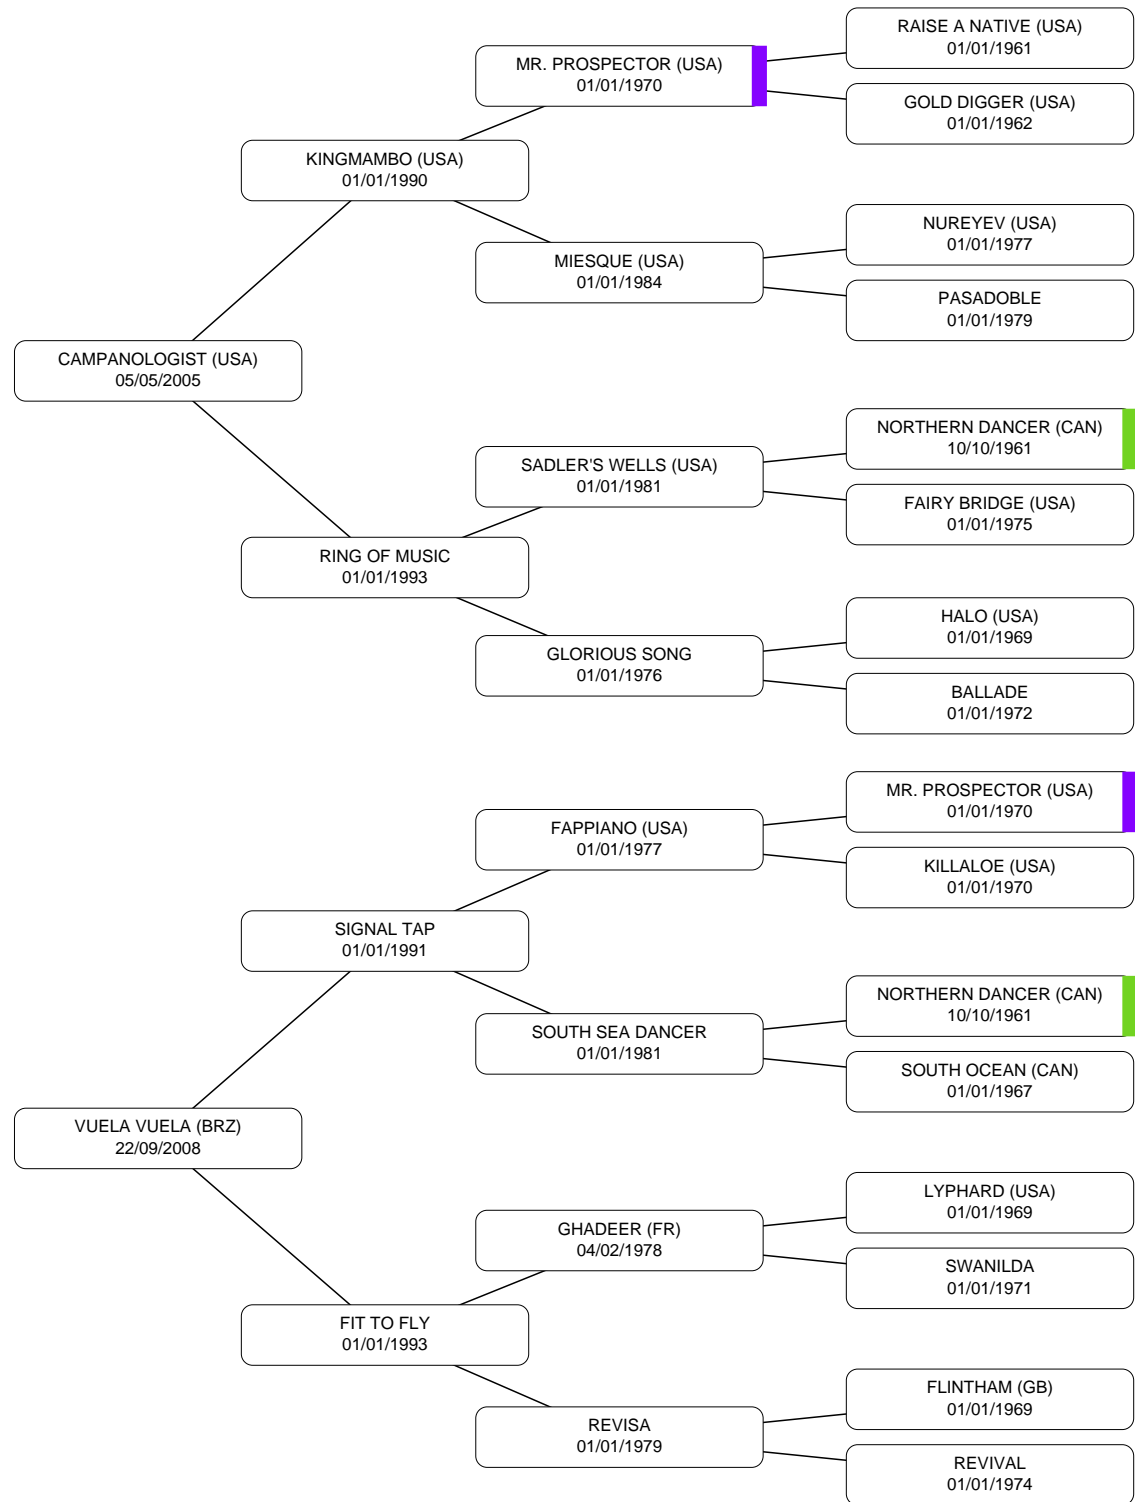 RAISE A NATIVE (USA)
01/01/1961
MR. PROSPECTOR (USA)
01/01/1970
GOLD DIGGER (USA)
01/01/1962
KINGMAMBO (USA)
01/01/1990
NUREYEV (USA)
01/01/1977
MIESQUE (USA)
01/01/1984
PASADOBLE
01/01/1979
CAMPANOLOGIST (USA)
05/05/2005
NORTHERN DANCER (CAN)
10/10/1961
SADLER'S WELLS (USA)
01/01/1981
FAIRY BRIDGE (USA)
01/01/1975
RING OF MUSIC
01/01/1993
HALO (USA)
01/01/1969
GLORIOUS SONG
01/01/1976
BALLADE
01/01/1972
MR. PROSPECTOR (USA)
01/01/1970
FAPPIANO (USA)
01/01/1977
KILLALOE (USA)
01/01/1970
SIGNAL TAP
01/01/1991
NORTHERN DANCER (CAN)
10/10/1961
SOUTH SEA DANCER
01/01/1981
SOUTH OCEAN (CAN)
01/01/1967
VUELA VUELA (BRZ)
22/09/2008
LYPHARD (USA)
01/01/1969
GHADEER (FR)
04/02/1978
SWANILDA
01/01/1971
FIT TO FLY
01/01/1993
FLINTHAM (GB)
01/01/1969
REVISA
01/01/1979
REVIVAL
01/01/1974